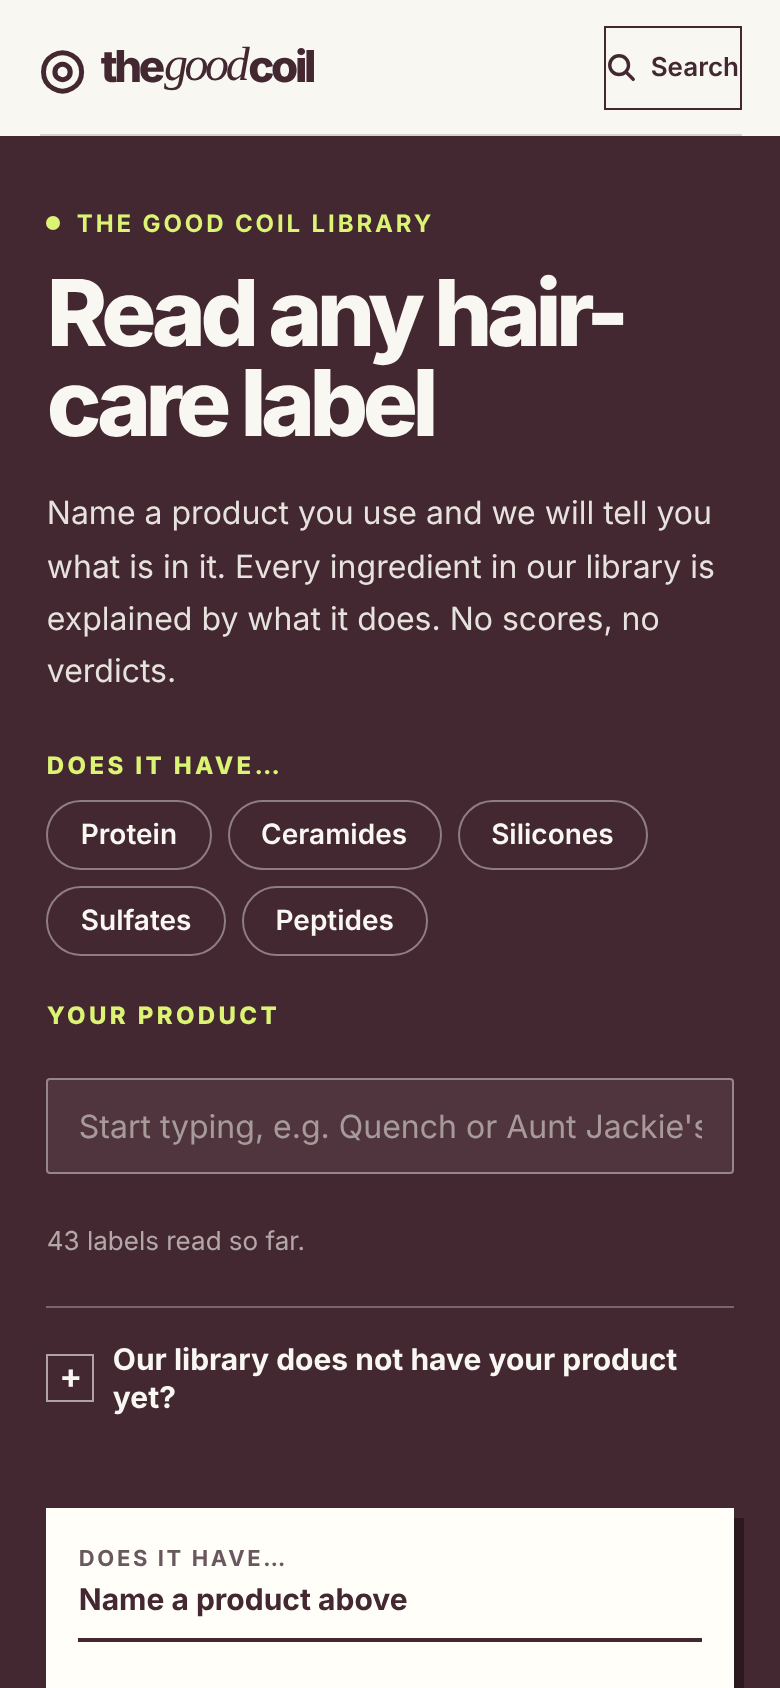 thegoodcoil
Search
THE GOOD COIL LIBRARY
Read any hair-
care label
Name a product you use and we will tell you
what is in it. Every ingredient in our library is
explained by what it does. No scores, no
verdicts.
DOES IT HAVE…
Protein
Ceramides
Silicones
Sulfates
Peptides
YOUR PRODUCT
Start typing, e.g. Quench or Aunt Jackie's
43 labels read so far.
+ Our library does not have your product
yet?
DOES IT HAVE…
Name a product above